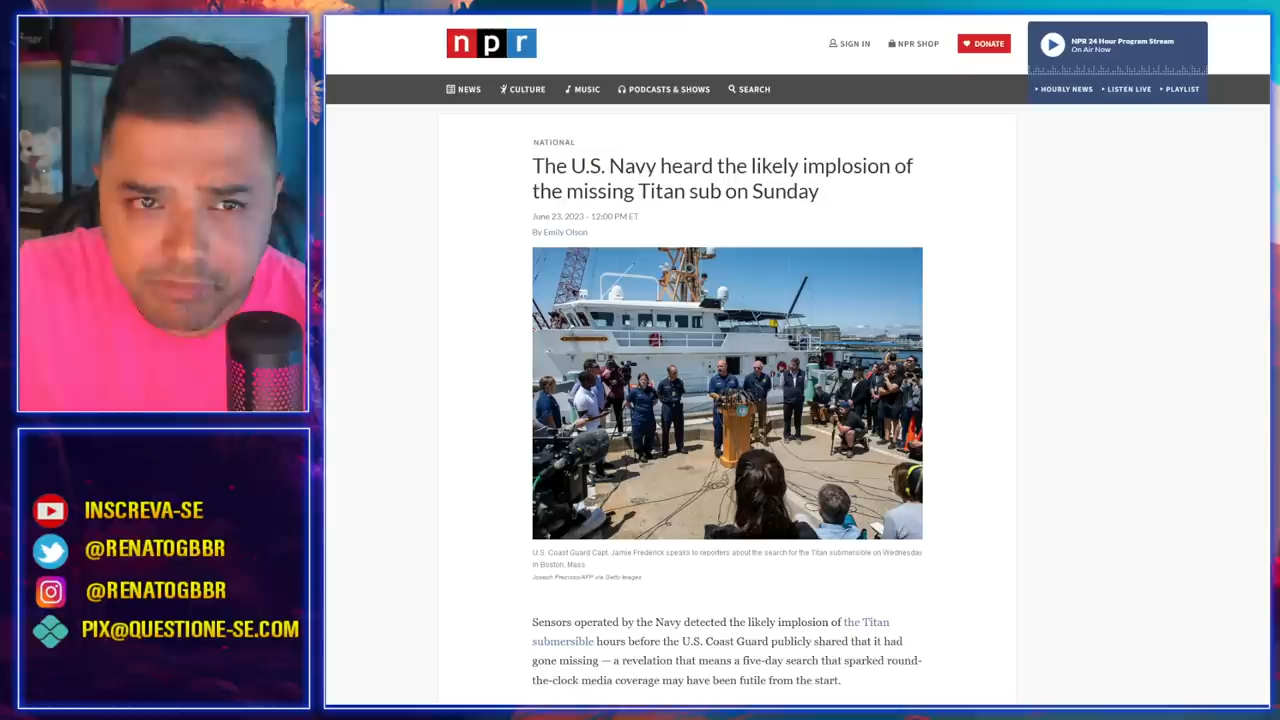 npr
SIGN IN
NPR SHOP
DONATE
NPR 24 Hour Program Stream
On Air Now
NEWS
CULTURE
MUSIC
PODCASTS & SHOWS
SEARCH
HOURLY NEWS
LISTEN LIVE
PLAYLIST
NATIONAL
The U.S. Navy heard the likely implosion of
the missing Titan sub on Sunday
June 23, 2023 · 12:00 PM ET
By Emily Olson
U.S. Coast Guard Capt. Jamie Frederick speaks to reporters about the search for the Titan submersible on Wednesday
in Boston, Mass.
Joseph Prezioso/AFP via Getty Images
Sensors operated by the Navy detected the likely implosion of the Titan
submersible hours before the U.S. Coast Guard publicly shared that it had
gone missing — a revelation that means a five-day search that sparked round-
the-clock media coverage may have been futile from the start.
INSCREVA-SE
@RENATOGBBR
@RENATOGBBR
PIX@QUESTIONE-SE.COM